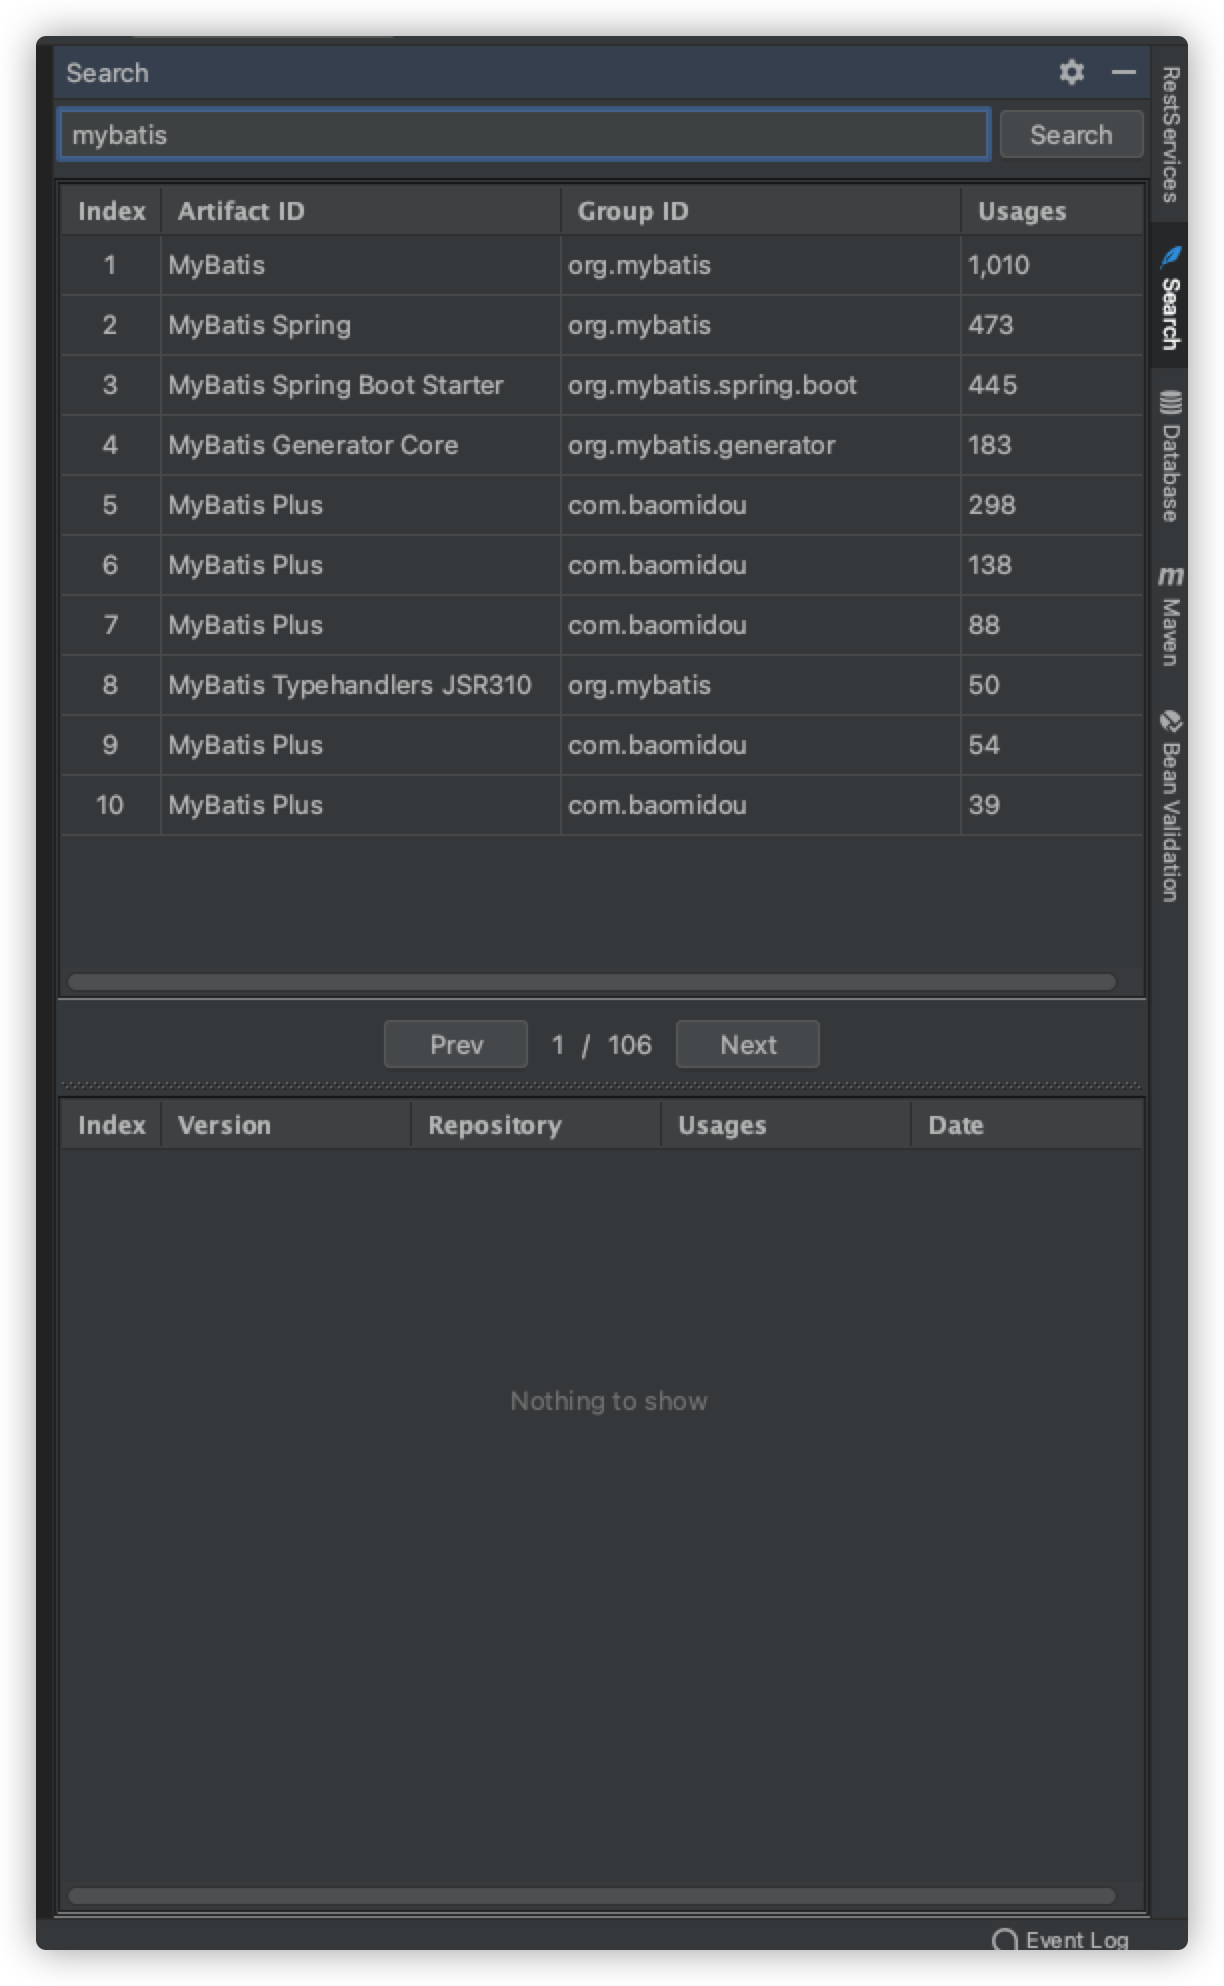 Search
mybatis
Search
Index Artifact ID Group ID Usages
1 MyBatis org.mybatis 1,010
2 MyBatis Spring org.mybatis 473
3 MyBatis Spring Boot Starter org.mybatis.spring.boot 445
4 MyBatis Generator Core org.mybatis.generator 183
5 MyBatis Plus com.baomidou 298
6 MyBatis Plus com.baomidou 138
7 MyBatis Plus com.baomidou 88
8 MyBatis Typehandlers JSR310 org.mybatis 50
9 MyBatis Plus com.baomidou 54
10 MyBatis Plus com.baomidou 39
Prev 1 / 106 Next
Index Version Repository Usages Date
Nothing to show
RestServices
Search
Database
m Maven
Bean Validation
Event Log